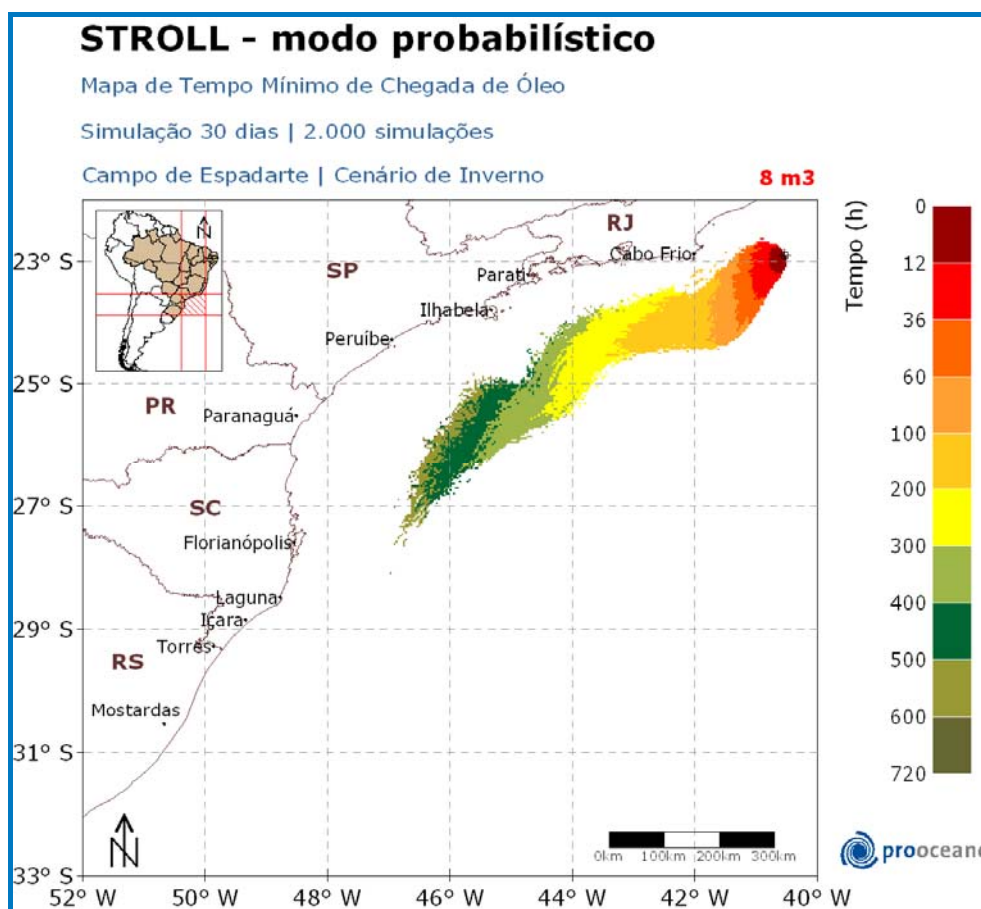 STROLL - modo probabilístico
Mapa de Tempo Mínimo de Chegada de Óleo
Simulação 30 dias | 2.000 simulações
Campo de Espadarte | Cenário de Inverno
8 m3
N
RJ
SP
Cabo Frio
Parati
Ilhabela
Peruíbe
PR
Paranaguá
SC
Florianópolis
Laguna
Içara
Torres
RS
Mostardas
23° S
25° S
27° S
29° S
31° S
33° S
52° W
50° W
48° W
46° W
44° W
42° W
40° W
N
0km
100km
200km
300km
Tempo (h)
0
12
36
60
100
200
300
400
500
600
720
prooceano